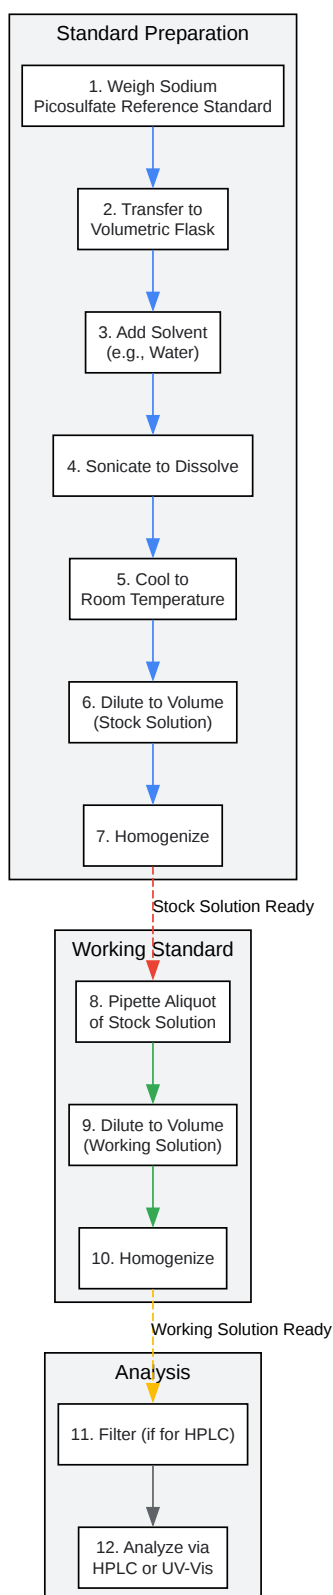 Standard Preparation
1. Weigh Sodium
Picosulfate Reference Standard
2. Transfer to
Volumetric Flask
3. Add Solvent
(e.g., Water)
4. Sonicate to Dissolve
5. Cool to
Room Temperature
6. Dilute to Volume
(Stock Solution)
7. Homogenize
Stock Solution Ready
Working Standard
8. Pipette Aliquot
of Stock Solution
9. Dilute to Volume
(Working Solution)
10. Homogenize
Working Solution Ready
Analysis
11. Filter (if for HPLC)
12. Analyze via
HPLC or UV-Vis